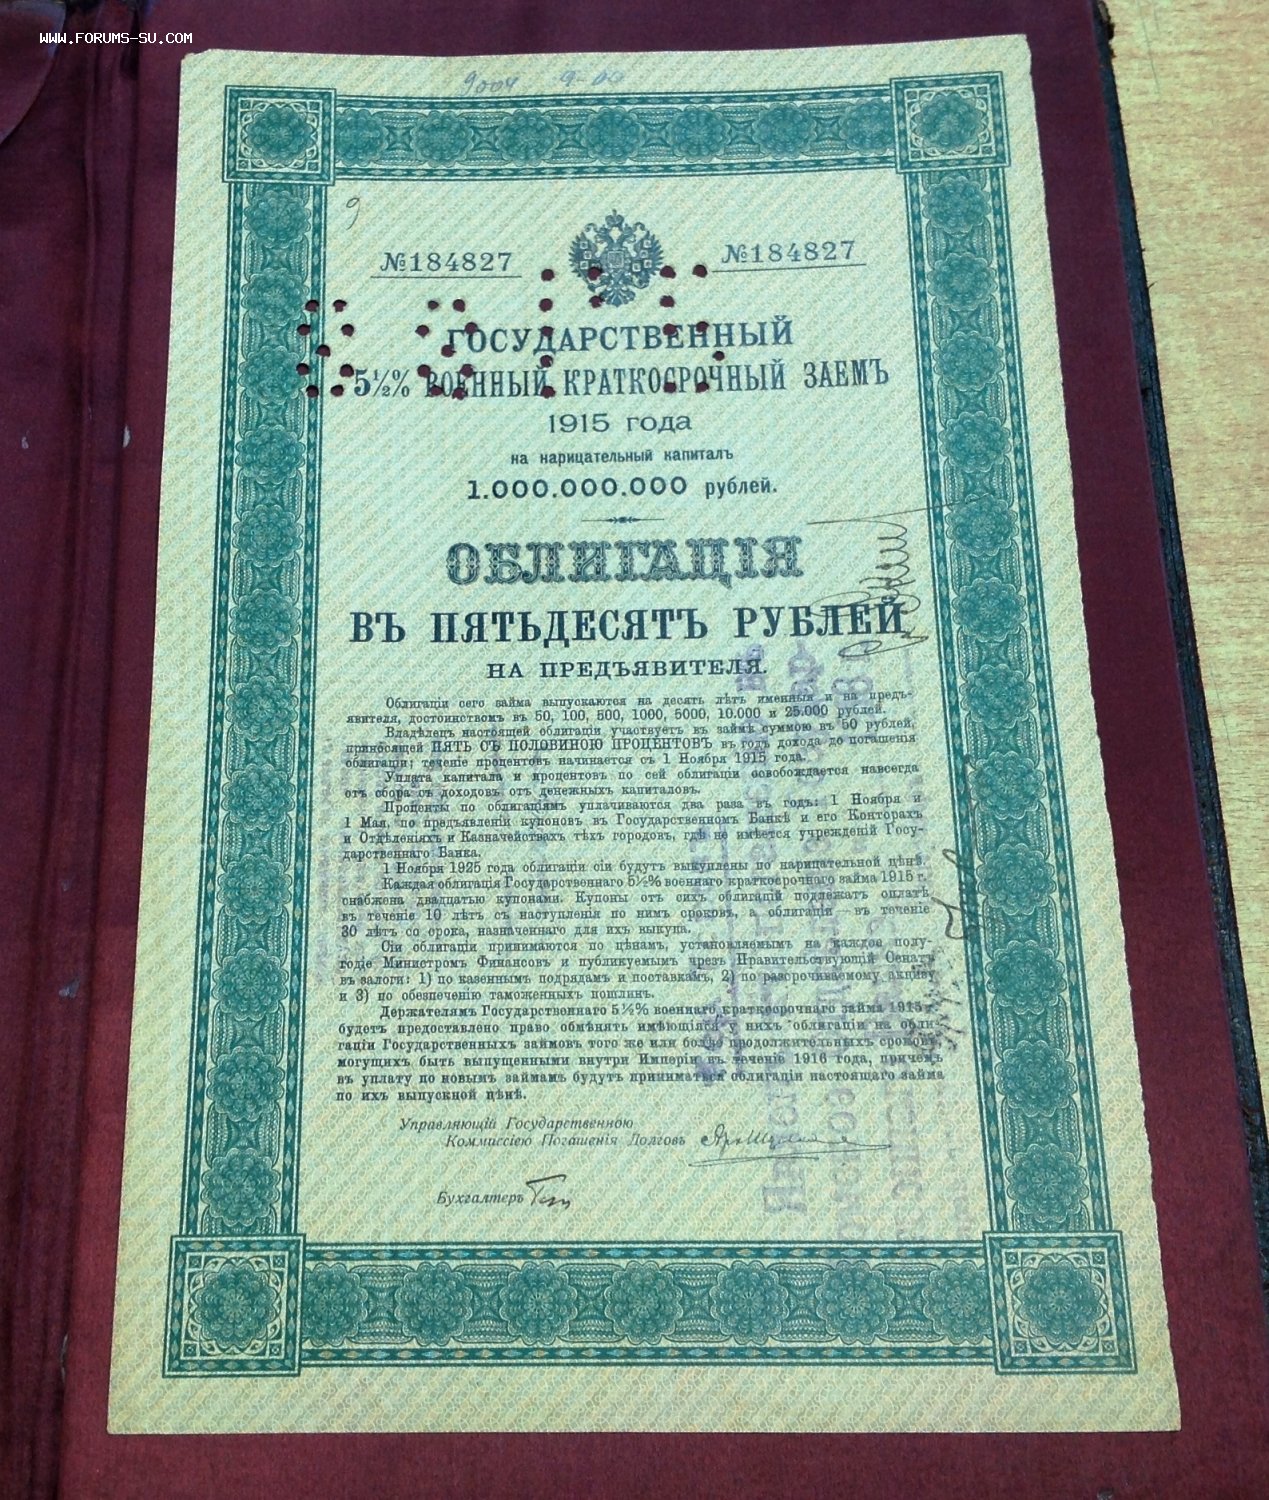 WWW.FORUMS-SU.COM
9004 9-00
9
№184827 №184827
ГОСУДАРСТВЕННЫЙ
5½% ВОЕННЫЙ КРАТКОСРОЧНЫЙ ЗАЕМЪ
1915 года
на нарицательный капиталъ
1.000.000.000 рублей.
ОБЛИГАЦІЯ
ВЪ ПЯТЬДЕСЯТЪ РУБЛЕЙ
НА ПРЕДЪЯВИТЕЛЯ.
Облигаціи сего займа выпускаются на десять лѣтъ именныя и на предъ-
явителя, достоинствомъ въ 50, 100, 500, 1000, 5000, 10.000 и 25.000 рублей.
Владѣлецъ настоящей облигаціи участвуетъ въ займѣ суммою въ 50 рублей,
приносящей ПЯТЬ СЪ ПОЛОВИНОЮ ПРОЦЕНТОВЪ въ годъ дохода до погашенія
облигаціи; теченіе процентовъ начинается съ 1 Ноября 1915 года.
Уплата капитала и процентовъ по сей облигаціи освобождается навсегда
отъ сбора съ доходовъ отъ денежныхъ капиталовъ.
Проценты по облигаціямъ уплачиваются два раза въ годъ: 1 Ноября и
1 Мая, по предъявленіи купоновъ въ Государственномъ Банкѣ и его Конторахъ
и Отдѣленіяхъ и Казначействахъ тѣхъ городовъ, гдѣ не имѣется учрежденій Госу-
дарственнаго Банка.
1 Ноября 1925 года облигаціи сіи будутъ выкуплены по нарицательной цѣнѣ.
Каждая облигація Государственнаго 5½% военнаго краткосрочнаго займа 1915 г.
снабжена двадцатью купонами. Купоны отъ сихъ облигацій подлежатъ оплатѣ
въ теченіе 10 лѣтъ съ наступленія по нимъ сроковъ, а облигаціи—въ теченіе
30 лѣтъ со срока, назначеннаго для ихъ выкупа.
Сіи облигаціи принимаются по цѣнамъ, установляемымъ на каждое полу-
годіе Министромъ Финансовъ и публикуемымъ чрезъ Правительствующій Сенатъ
въ залоги: 1) по казеннымъ подрядамъ и поставкамъ, 2) по разсрочиваемому акцизу
и 3) по обезпеченію таможенныхъ пошлинъ.
Держателямъ Государственнаго 5½% военнаго краткосрочнаго займа 1915 г.
будетъ предоставлено право обмѣнять имѣющіяся у нихъ облигаціи на обли-
гаціи Государственныхъ займовъ того же или болѣе продолжительныхъ сроковъ,
могущихъ быть выпущенными внутри Имперіи въ теченіе 1916 года, причемъ
въ уплату по новымъ займамъ будутъ приниматься облигаціи настоящаго займа
по ихъ выпускной цѣнѣ.
Управляющій Государственною
Коммиссіею Погашенія Долговъ
Бухгалтеръ